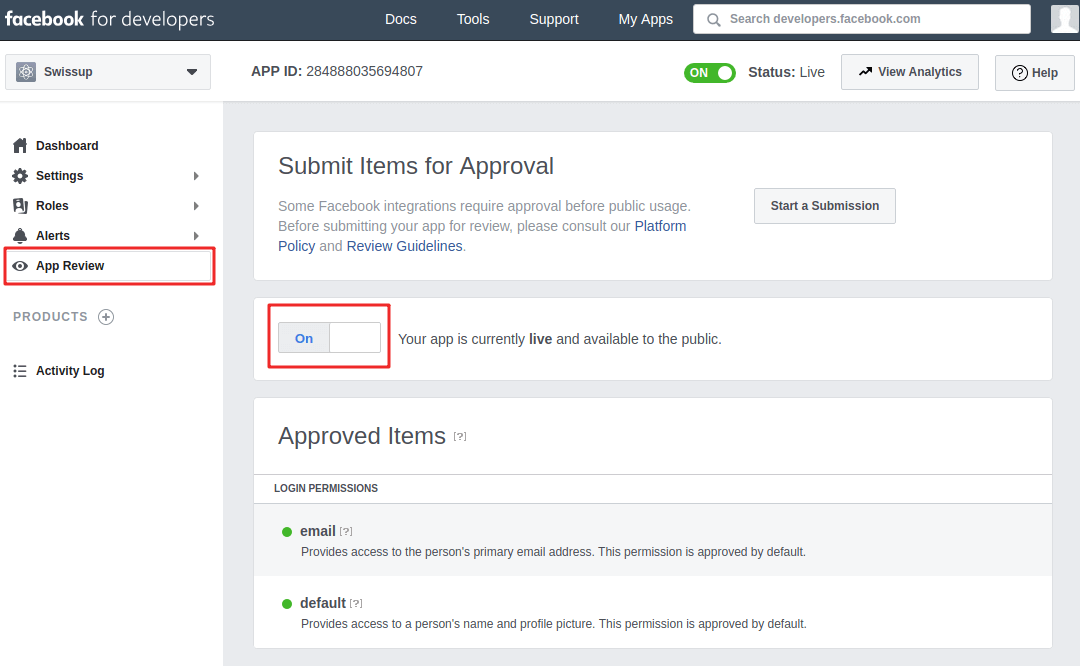 facebook for developers
Docs
Tools
Support
My Apps
Search developers.facebook.com
Swissup
APP ID: 284888035694807
ON
Status: Live
View Analytics
Help
Dashboard
Settings
Roles
Alerts
App Review
PRODUCTS
Activity Log
Submit Items for Approval
Some Facebook integrations require approval before public usage.
Before submitting your app for review, please consult our Platform
Policy and Review Guidelines.
Start a Submission
On
Your app is currently live and available to the public.
Approved Items [?]
LOGIN PERMISSIONS
email [?]
Provides access to the person's primary email address. This permission is approved by default.
default [?]
Provides access to a person's name and profile picture. This permission is approved by default.